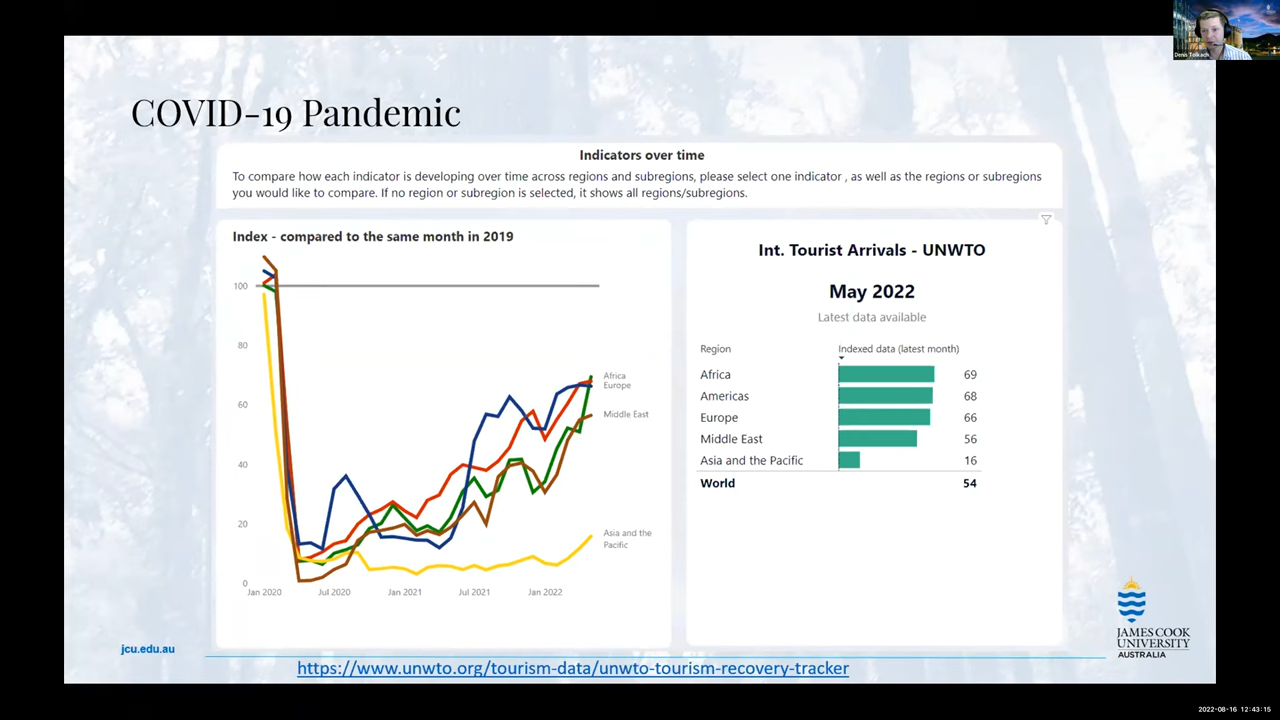 Denis Tolkach
COVID-19 Pandemic
Indicators over time
To compare how each indicator is developing over time across regions and subregions, please select one indicator , as well as the regions or subregions
you would like to compare. If no region or subregion is selected, it shows all regions/subregions.
Index - compared to the same month in 2019
100
80
60
40
20
0
Jan 2020 Jul 2020 Jan 2021 Jul 2021 Jan 2022
Africa
Europe
Middle East
Asia and the
Pacific
Int. Tourist Arrivals - UNWTO
May 2022
Latest data available
Region Indexed data (latest month)
Africa 69
Americas 68
Europe 66
Middle East 56
Asia and the Pacific 16
World 54
JAMES COOK
UNIVERSITY
AUSTRALIA
jcu.edu.au
https://www.unwto.org/tourism-data/unwto-tourism-recovery-tracker
2022-08-16 12:43:15